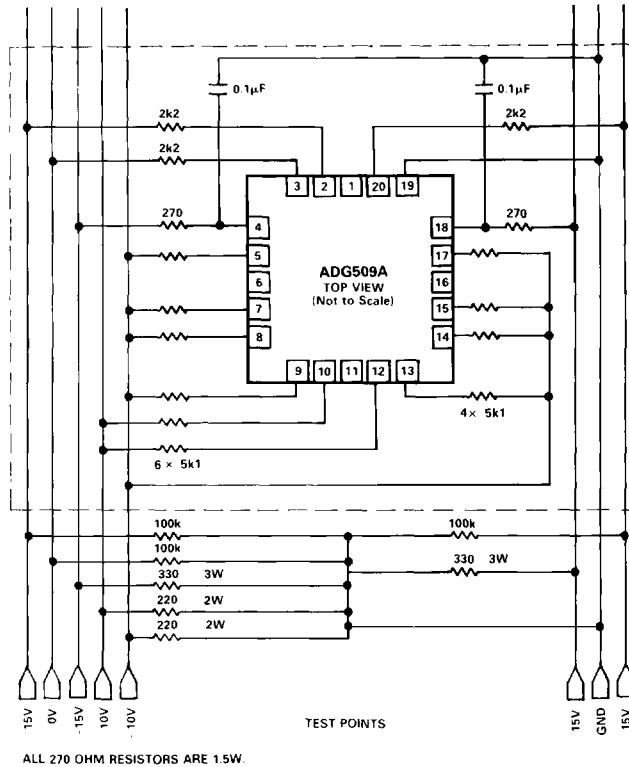 0.1µF
0.1µF
2k2
2k2
2k2
3 2 1 20 19
270
4
18
270
5
17
6
ADG509A
TOP VIEW
(Not to Scale)
16
7
15
8
14
9 10 11 12 13
4× 5k1
6 × 5k1
100k
100k
100k
330 3W
330 3W
220 2W
220 2W
15V
0V
-15V
10V
-10V
TEST POINTS
15V
GND
15V
ALL 270 OHM RESISTORS ARE 1.5W.